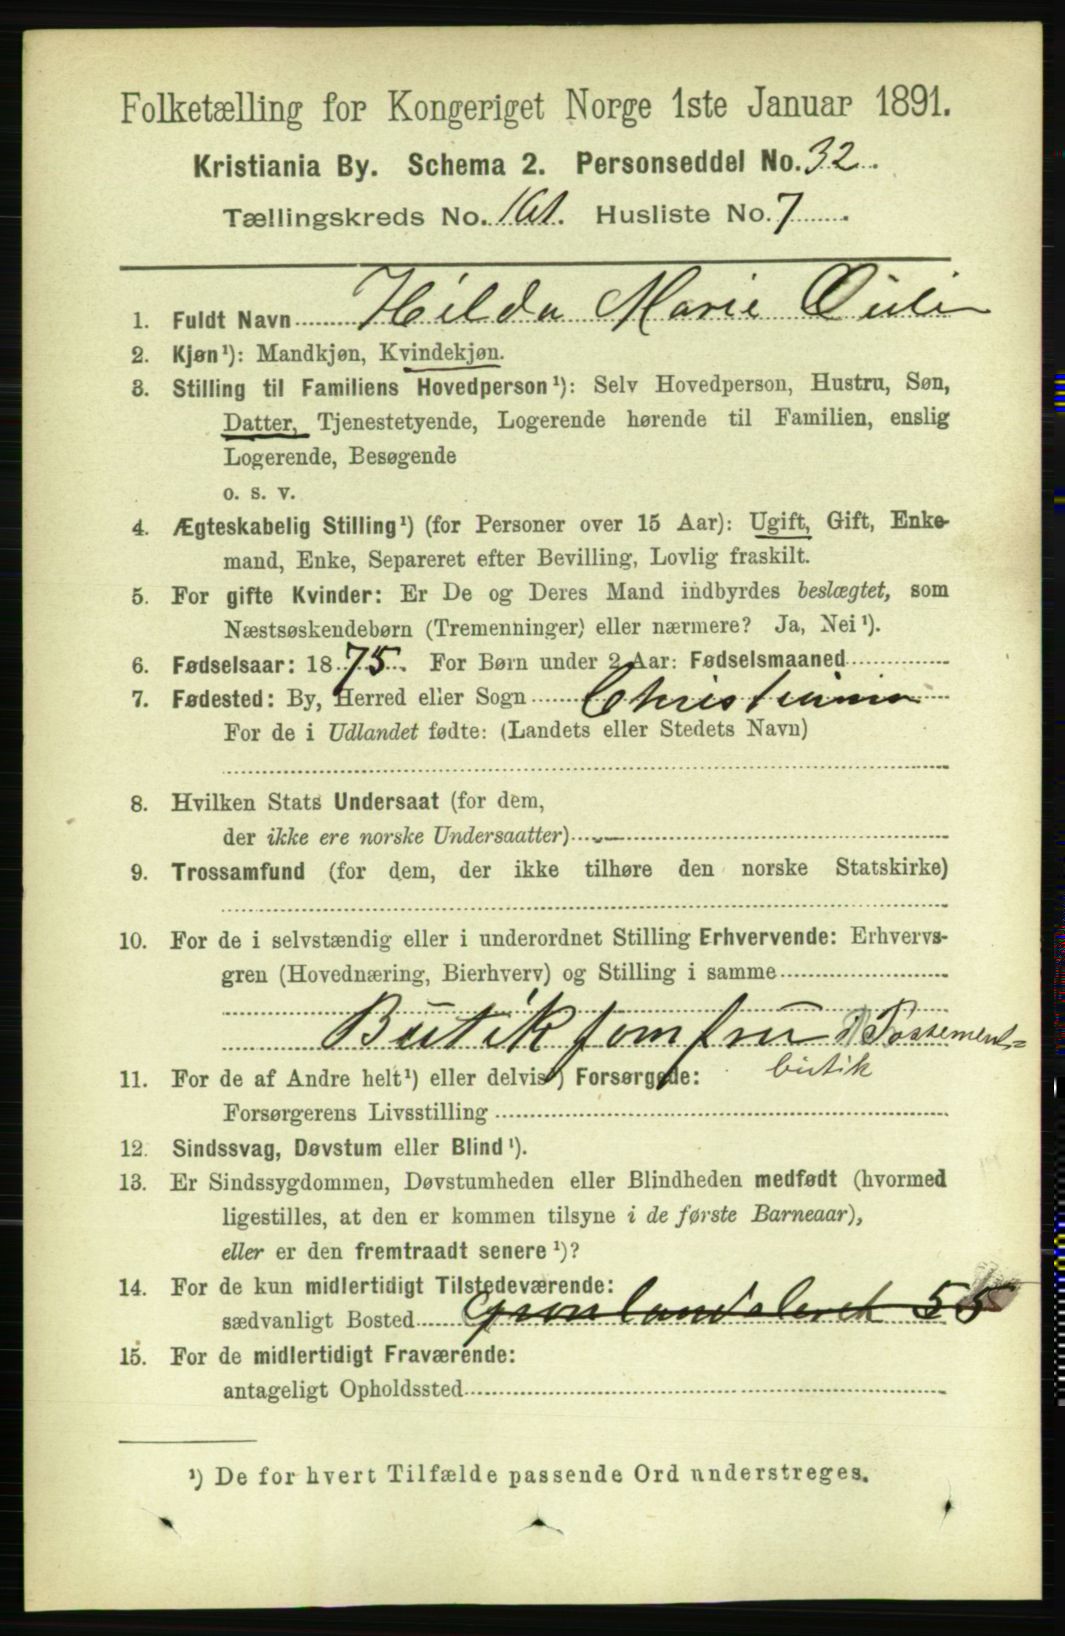 Folketælling for Kongeriget Norge 1ste Januar 1891.
Kristiania By. Schema 2. Personseddel No. 32.
Tællingskreds No. 161. Husliste No. 7.
1. Fuldt Navn Hilda Marie
2. Kjøn¹): Mandkjøn, Kvindekjøn.
3. Stilling til Familiens Hovedperson¹): Selv Hovedperson, Hustru, Søn,
Datter, Tjenestetyende, Logerende hørende til Familien, enslig
Logerende, Besøgende
o. s. v.
4. Ægteskabelig Stilling¹) (for Personer over 15 Aar): Ugift, Gift, Enke-
mand, Enke, Separeret efter Bevilling, Lovlig fraskilt.
5. For gifte Kvinder: Er De og Deres Mand indbyrdes beslægtet, som
Næstsøskendebørn (Tremenninger) eller nærmere? Ja, Nei¹).
6. Fødselsaar: 1875. For Børn under 2 Aar: Fødselsmaaned
7. Fødested: By, Herred eller Sogn Christiania
For de i Udlandet fødte: (Landets eller Stedets Navn)
8. Hvilken Stats Undersaat (for dem,
der ikke ere norske Undersaatter)
9. Trossamfund (for dem, der ikke tilhøre den norske Statskirke)
10. For de i selvstændig eller i underordnet Stilling Erhvervende: Erhvervs-
gren (Hovednæring, Bierhverv) og Stilling i samme
Butikjomfru i Possement=
butik
11. For de af Andre helt¹) eller delvis¹) Forsørgede:
Forsørgerens Livsstilling
12. Sindssvag, Døvstum eller Blind¹).
13. Er Sindssygdommen, Døvstumheden eller Blindheden medfødt (hvormed
ligestilles, at den er kommen tilsyne i de første Barneaar),
eller er den fremtraadt senere¹)?
14. For de kun midlertidigt Tilstedeværende:
sædvanligt Bosted Grønlandsleret 55
15. For de midlertidigt Fraværende:
antageligt Opholdssted
¹) De for hvert Tilfælde passende Ord understreges.